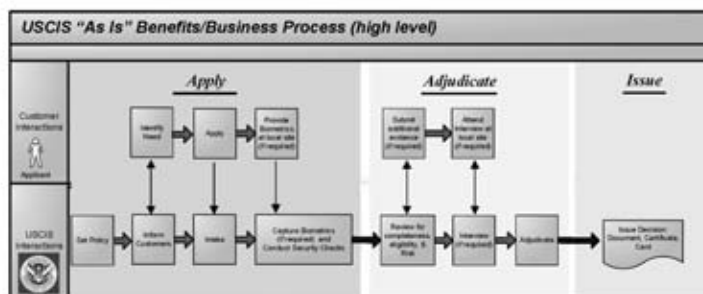 USCIS “As Is” Benefits/Business Process (high level)
Apply
Adjudicate
Issue
Customer
Interactions
Applicant
Identify
Need
Apply
Provide
Biometrics
at local site
(if required)
Submit
additional
evidence
(if required)
Attend
Interview at
local site
(if required)
USCIS
Interactions
Set Policy
Inform
Customers
Intake
Capture Biometrics
(if required) and
Conduct Security Checks
Review for
completeness,
eligibility, &
Risk
Interview
(if required)
Adjudicate
Issue Decision
Document, Certificate,
Card